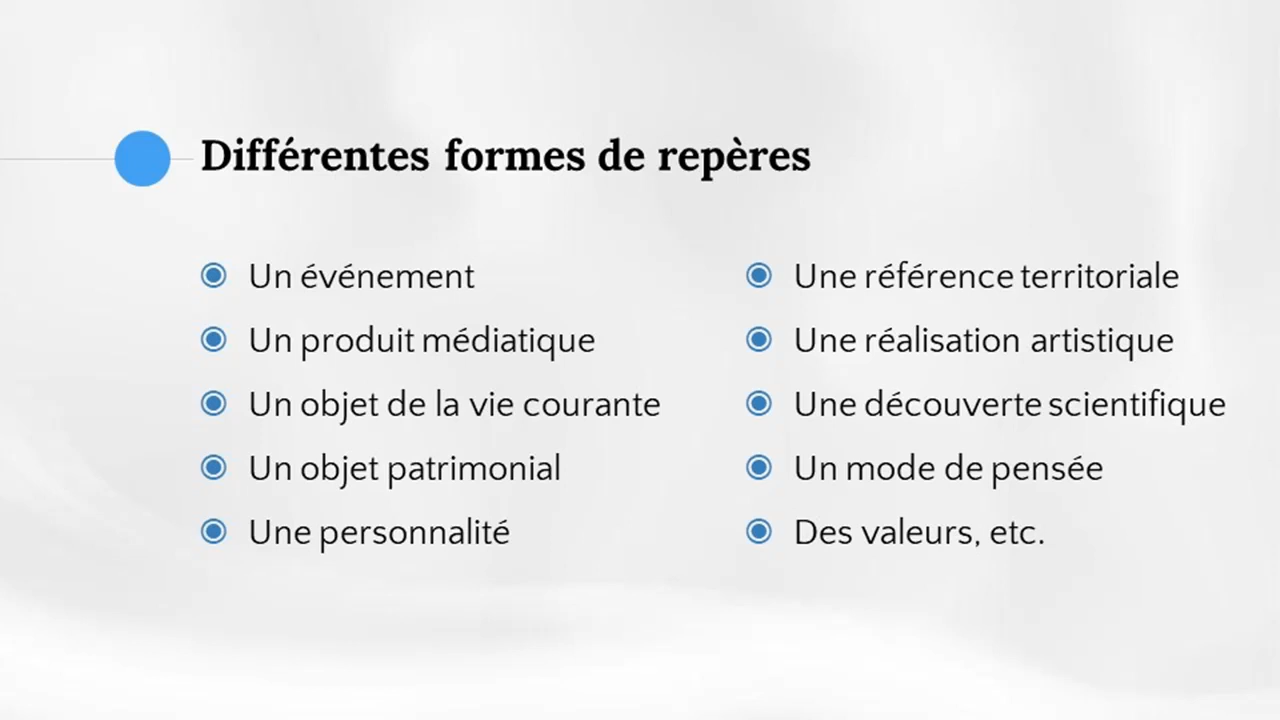 Différentes formes de repères
Un événement
Un produit médiatique
Un objet de la vie courante
Un objet patrimonial
Une personnalité
Une référence territoriale
Une réalisation artistique
Une découverte scientifique
Un mode de pensée
Des valeurs, etc.